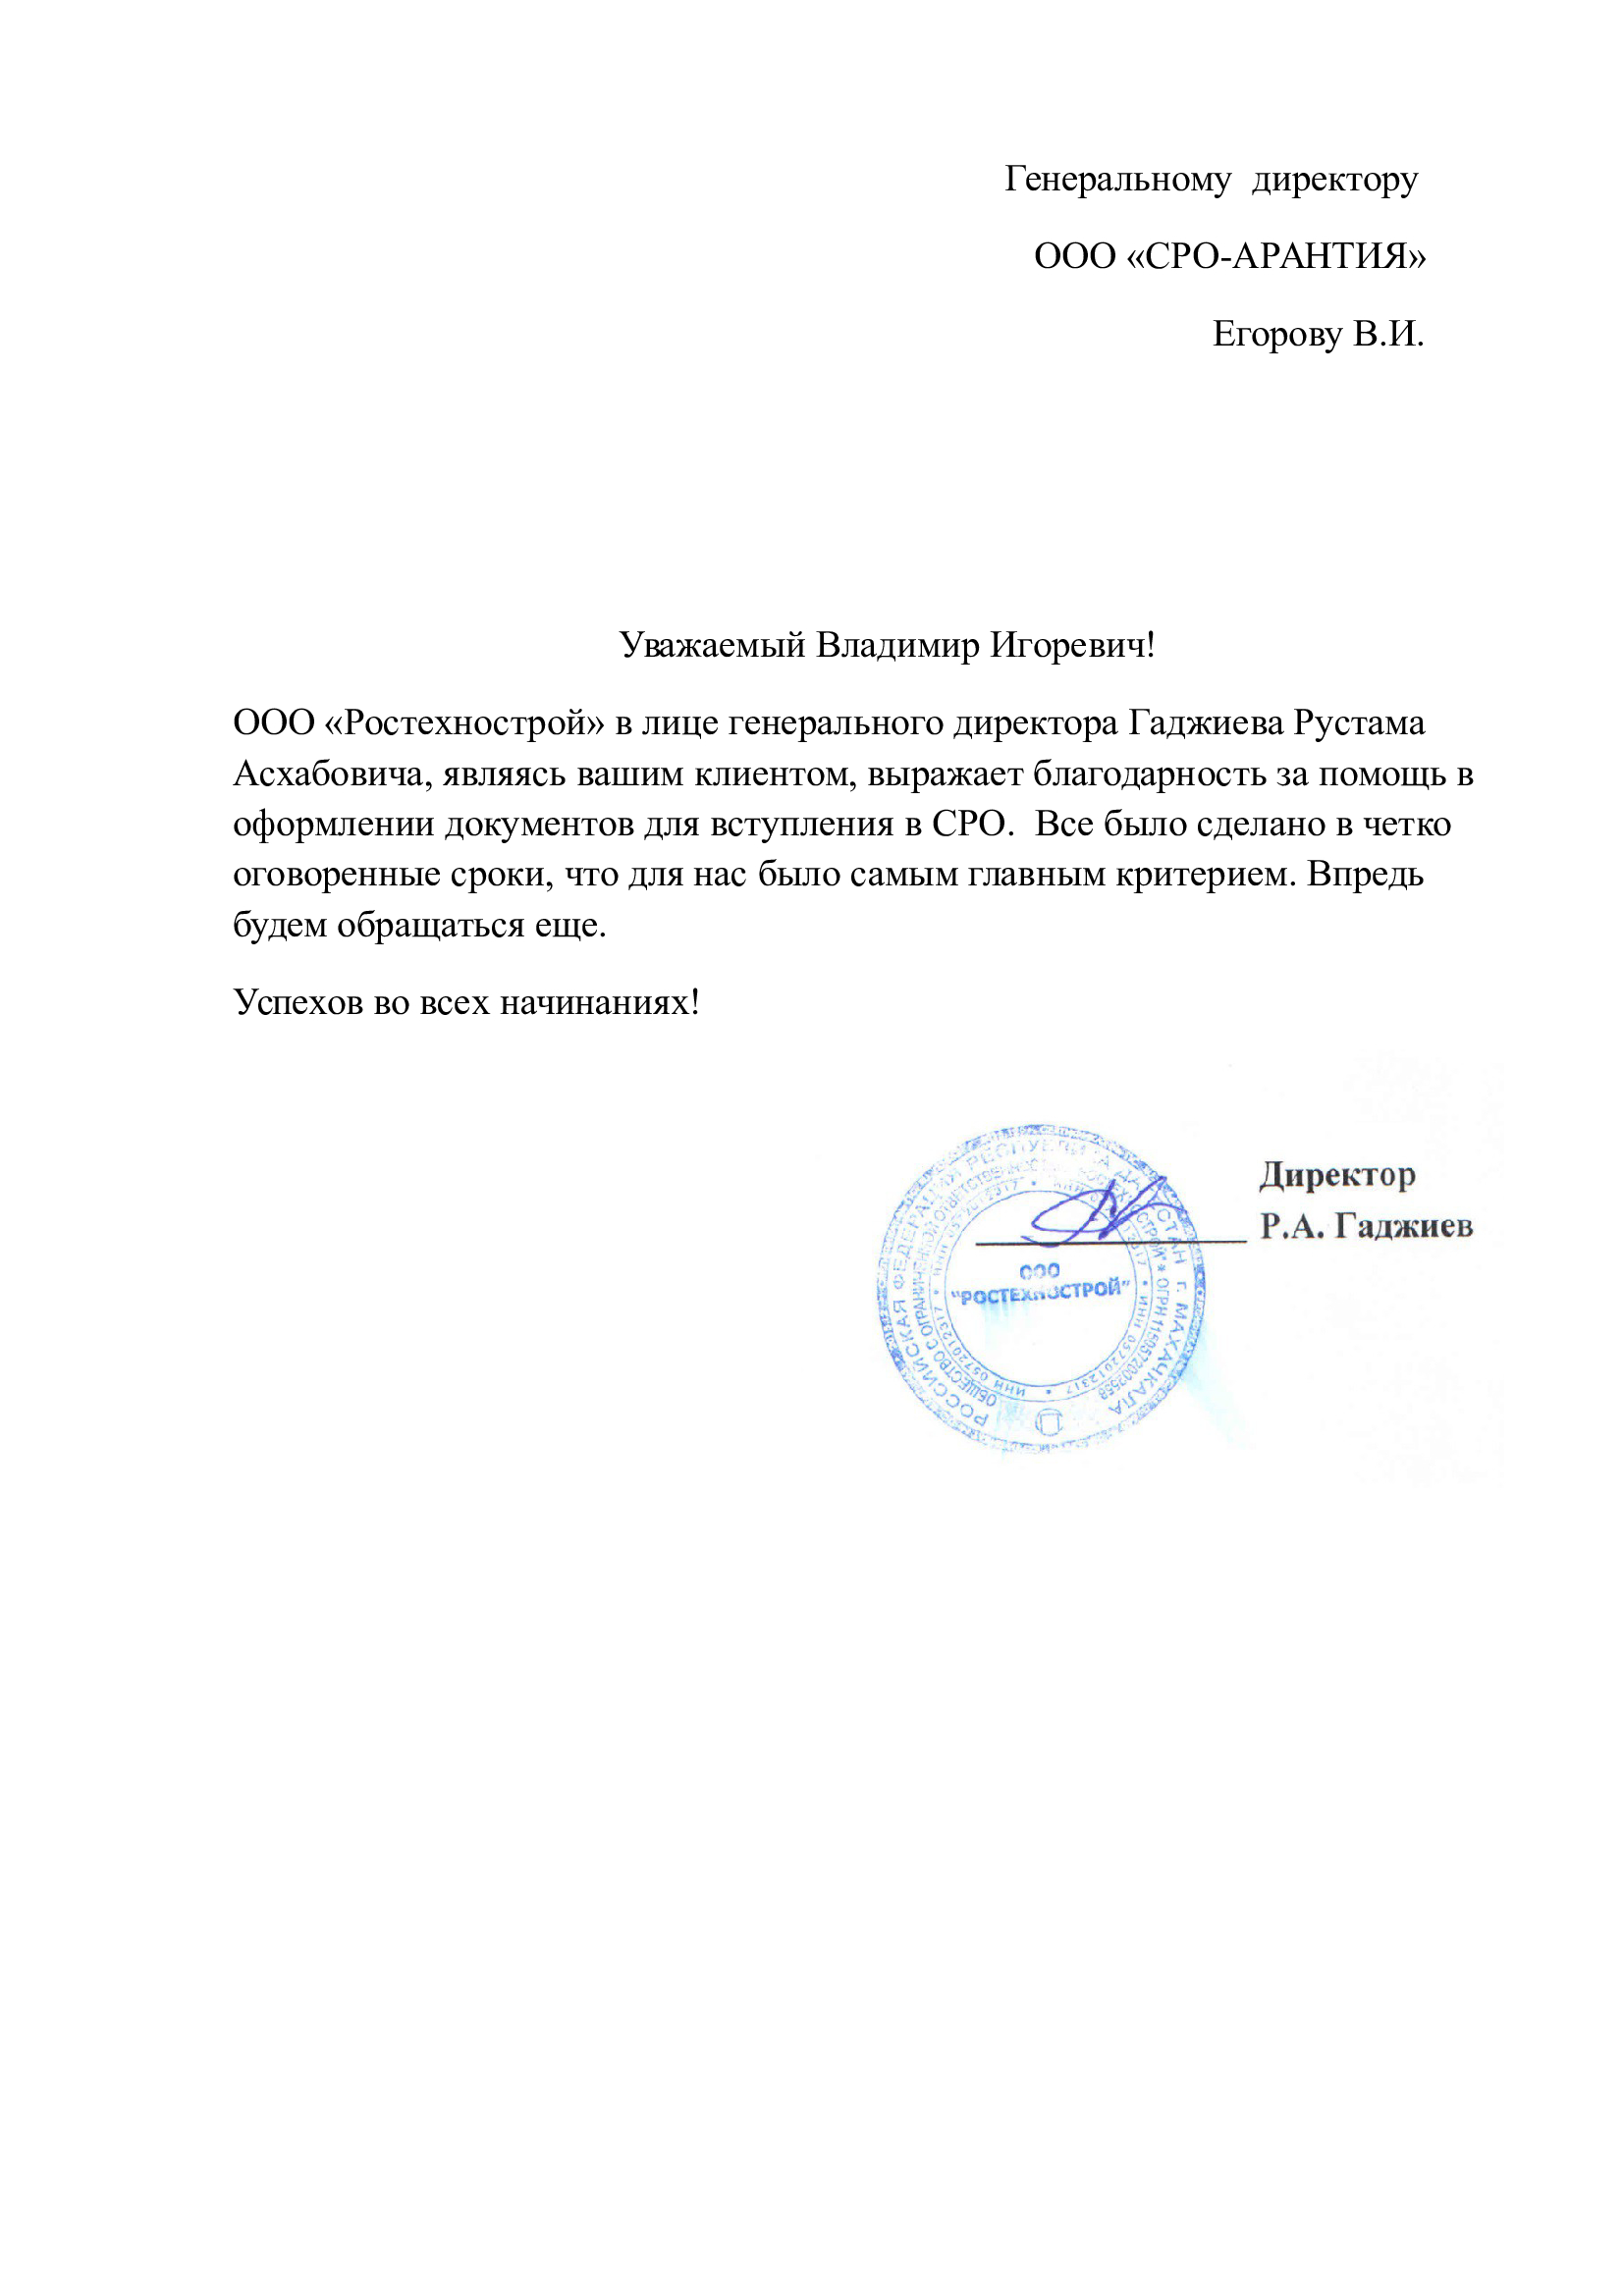 Генеральному директору
ООО «СРО-АРАНТИЯ»
Егорову В.И.
Уважаемый Владимир Игоревич!
ООО «Ростехнострой» в лице генерального директора Гаджиева Рустама
Асхабовича, являясь вашим клиентом, выражает благодарность за помощь в
оформлении документов для вступления в СРО. Все было сделано в четко
оговоренные сроки, что для нас было самым главным критерием. Впредь
будем обращаться еще.
Успехов во всех начинаниях!
Директор
Р.А. Гаджиев
ООО
"РОСТЕХНОСТРОЙ"
РОССИЙСКАЯ ФЕДЕРАЦИЯ РЕСПУБЛИКА ДАГЕСТАН г. МАХАЧКАЛА
ОБЩЕСТВО С ОГРАНИЧЕННОЙ ОТВЕТСТВЕННОСТЬЮ
ИНН 0572012317 * ИНН 0572012317